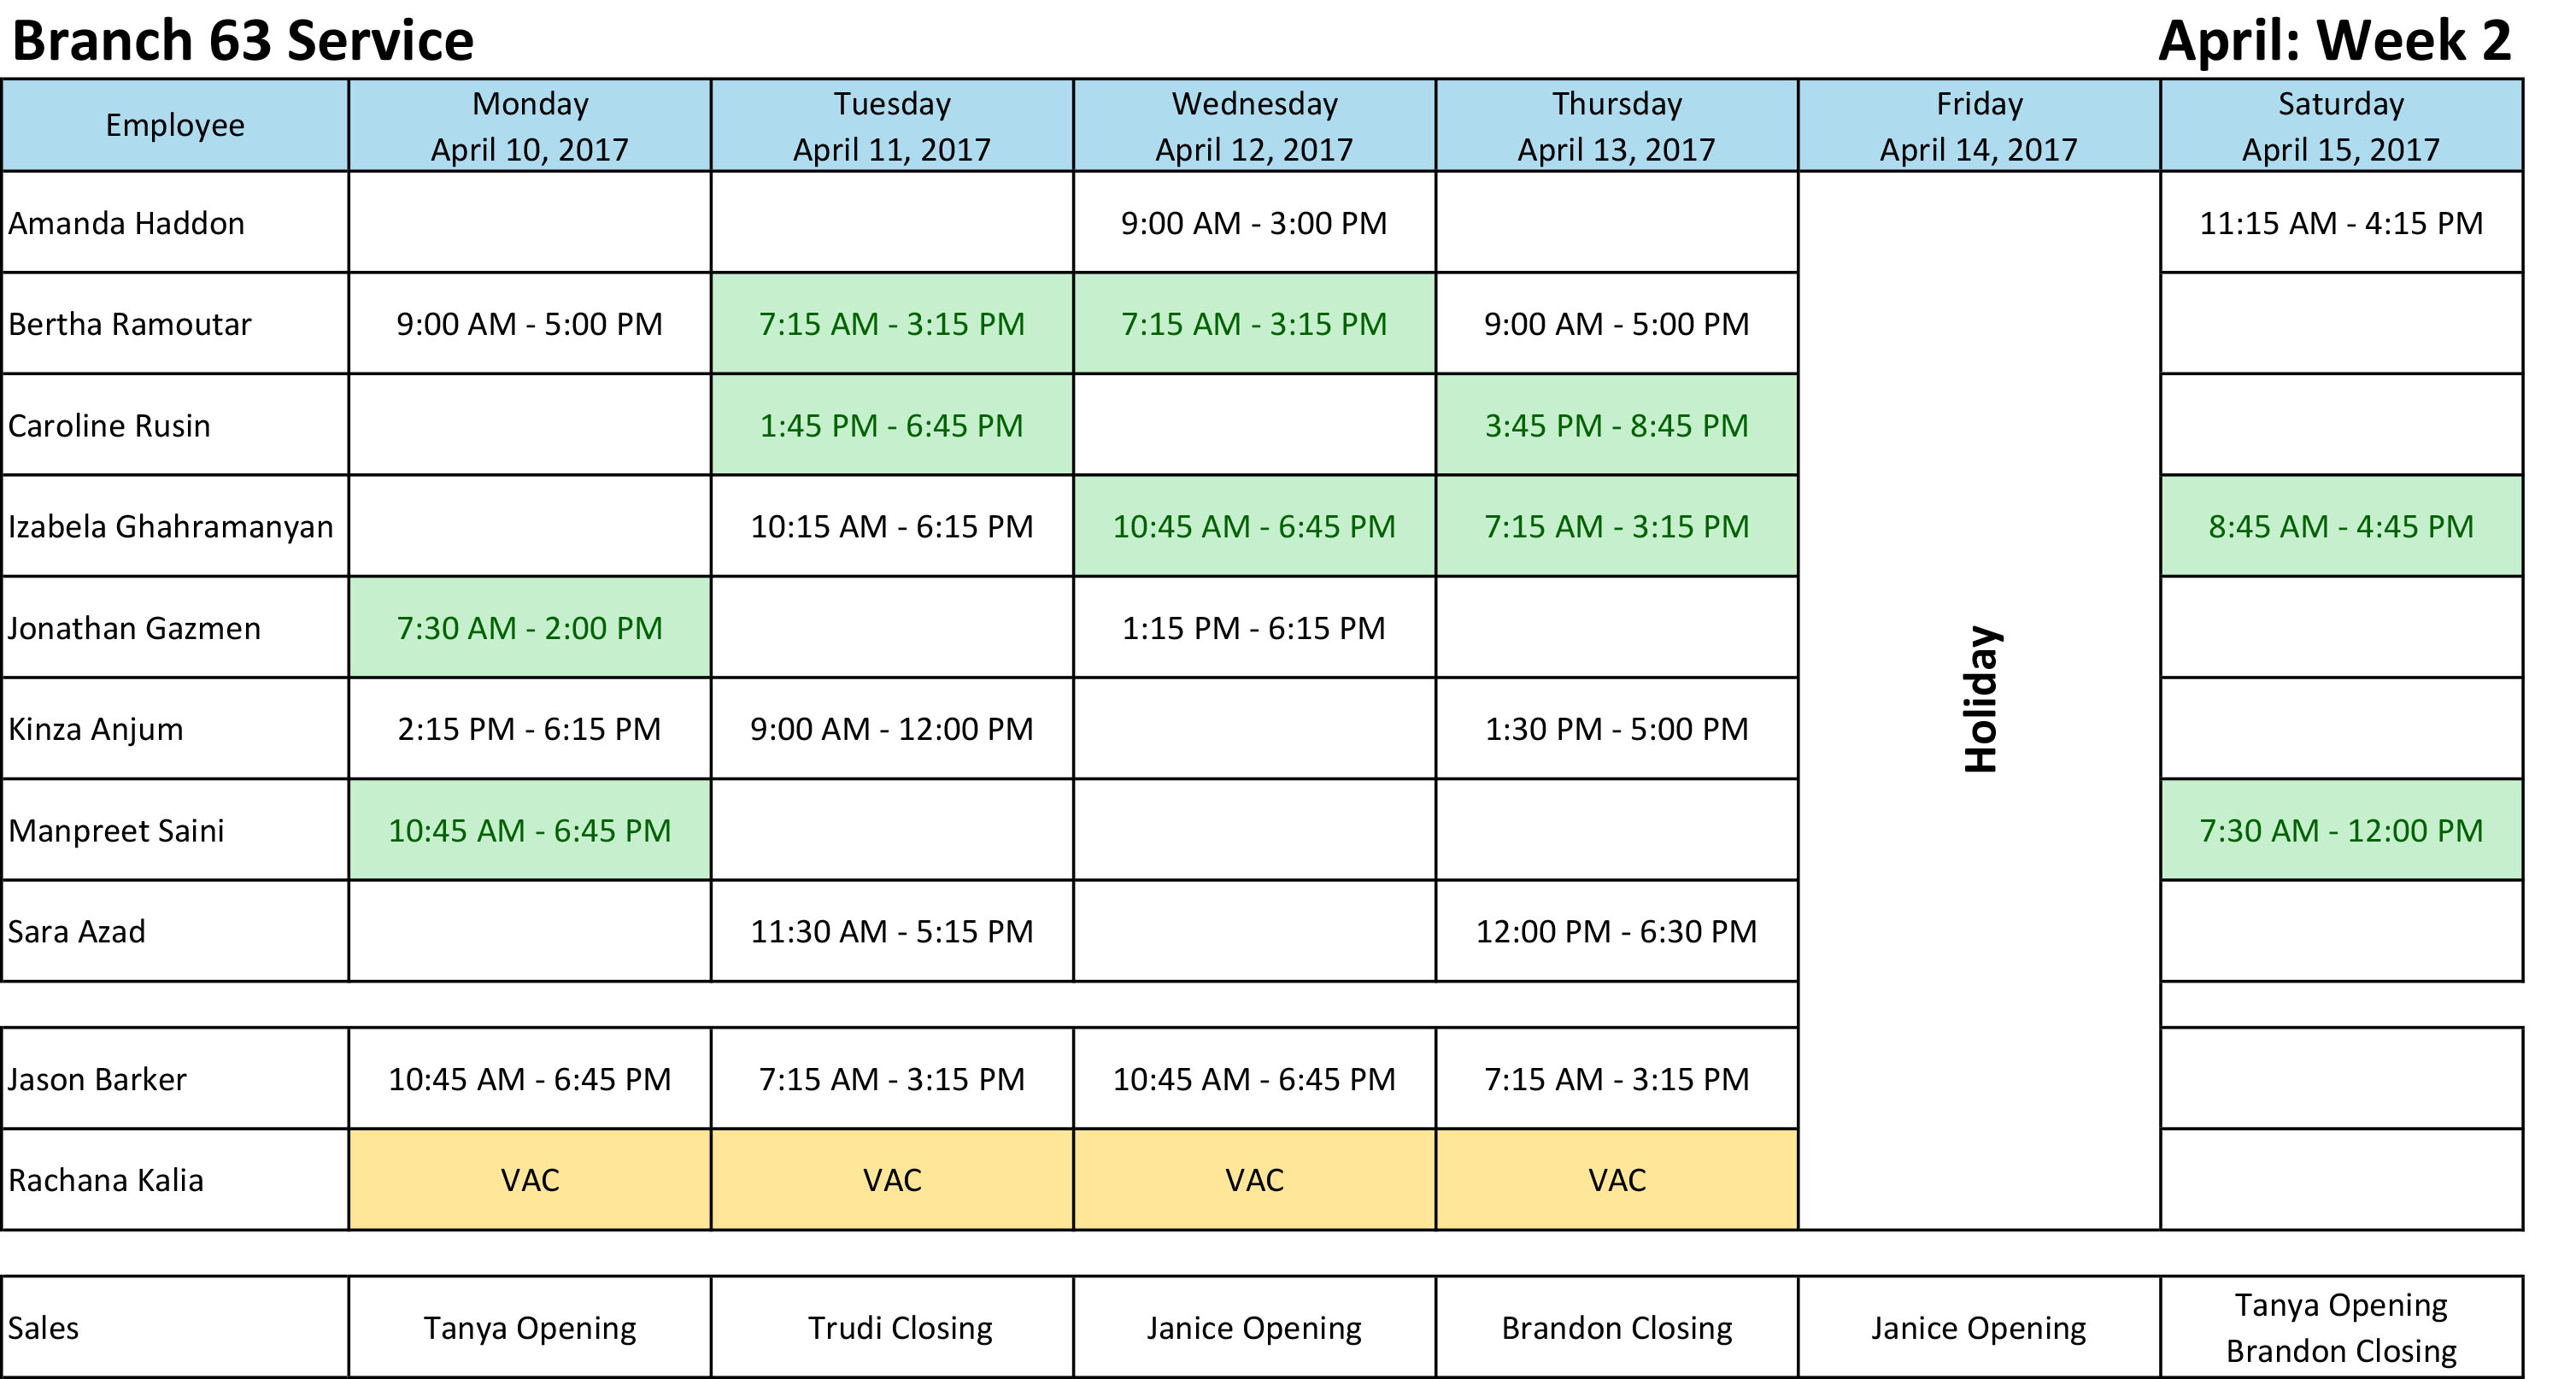 Branch 63 Service April: Week 2
Employee Monday Tuesday Wednesday Thursday Friday Saturday
April 10, 2017 April 11, 2017 April 12, 2017 April 13, 2017 April 14, 2017 April 15, 2017
Amanda Haddon 9:00 AM - 3:00 PM 11:15 AM - 4:15 PM
Bertha Ramoutar 9:00 AM - 5:00 PM 7:15 AM - 3:15 PM 7:15 AM - 3:15 PM 9:00 AM - 5:00 PM
Caroline Rusin 1:45 PM - 6:45 PM 3:45 PM - 8:45 PM
Izabela Ghahramanyan 10:15 AM - 6:15 PM 10:45 AM - 6:45 PM 7:15 AM - 3:15 PM 8:45 AM - 4:45 PM
Jonathan Gazmen 7:30 AM - 2:00 PM 1:15 PM - 6:15 PM
Holiday
Kinza Anjum 2:15 PM - 6:15 PM 9:00 AM - 12:00 PM 1:30 PM - 5:00 PM
Manpreet Saini 10:45 AM - 6:45 PM 7:30 AM - 12:00 PM
Sara Azad 11:30 AM - 5:15 PM 12:00 PM - 6:30 PM
Jason Barker 10:45 AM - 6:45 PM 7:15 AM - 3:15 PM 10:45 AM - 6:45 PM 7:15 AM - 3:15 PM
Rachana Kalia VAC VAC VAC VAC
Sales Tanya Opening Trudi Closing Janice Opening Brandon Closing Janice Opening Tanya Opening
Brandon Closing